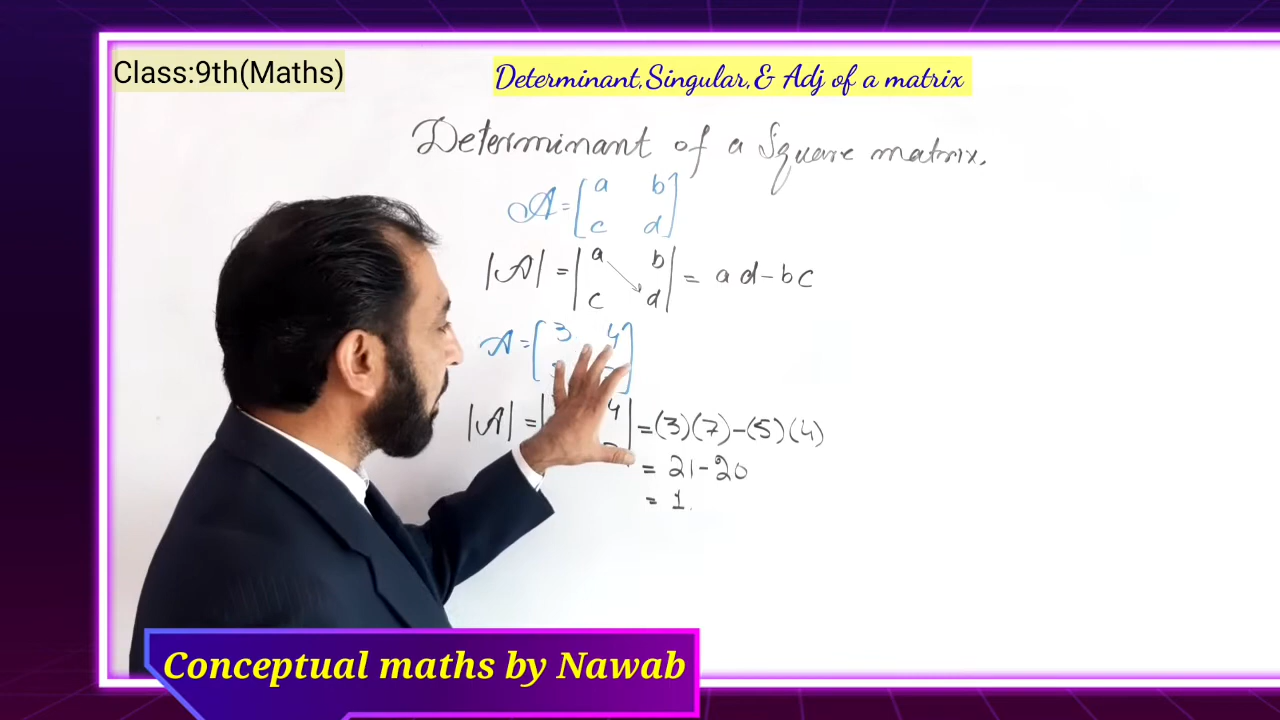 Class:9th(Maths)
Determinant,Singular,& Adj of a matrix
Determinant of a Square matrix.
A = [a b
c d]
|A| = |a b
c d| = ad-bc
A = [3 4
]
|A| = | 4
| =(3)(7)-(5)(4)
= 21-20
= 1.
Conceptual maths by Nawab